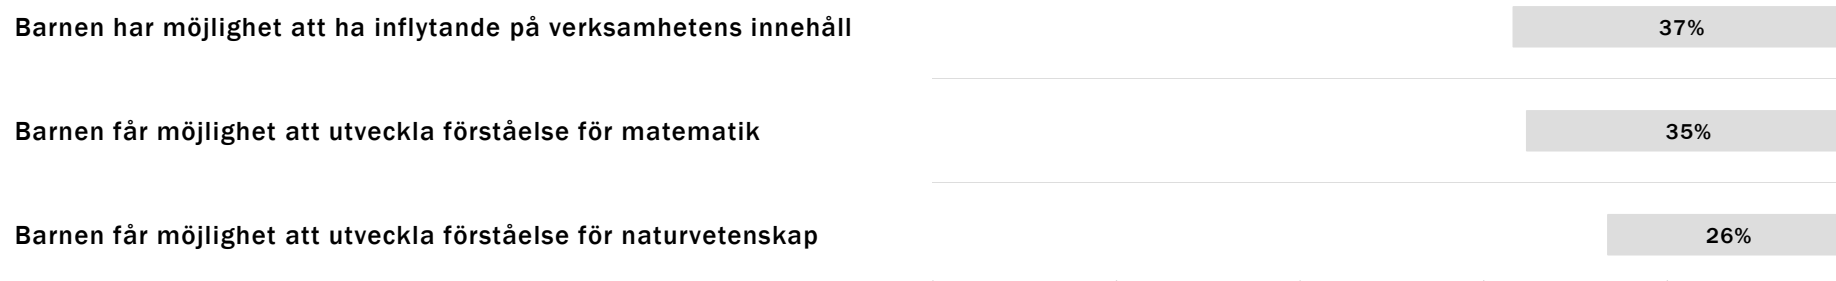 Barnen har möjlighet att ha inflytande på verksamhetens innehåll 37%
Barnen får möjlighet att utveckla förståelse för matematik 35%
Barnen får möjlighet att utveckla förståelse för naturvetenskap 26%